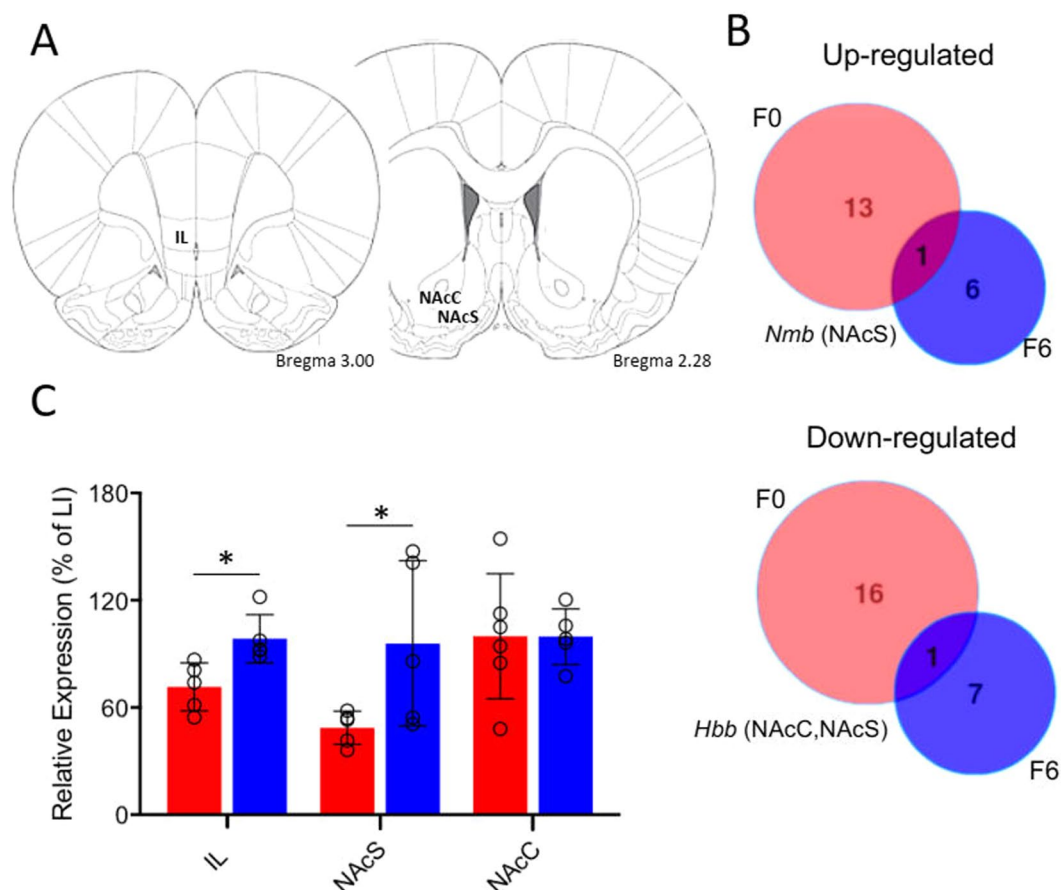 A
IL
Bregma 3.00
NAcC
NAcS
Bregma 2.28
B
Up-regulated
F0
13
1
6
Nmb (NAcS)
F6
Down-regulated
F0
16
1
7
Hbb (NAcC,NAcS)
F6
C
Relative Expression (% of LI)
180
120
60
0
*
*
IL
NAcS
NAcC